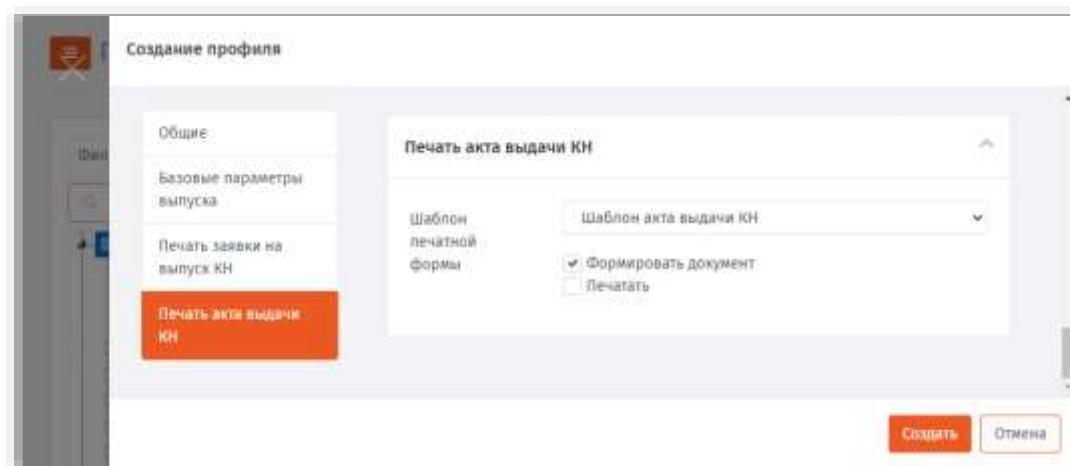 Создание профиля
Общие
Базовые параметры
выпуска
Печать заявки на
выпуск КН
Печать акта выдачи
КН
Печать акта выдачи КН
Шаблон
печатной
формы
Шаблон акта выдачи КН
Формировать документ
Печатать
Создать
Отмена